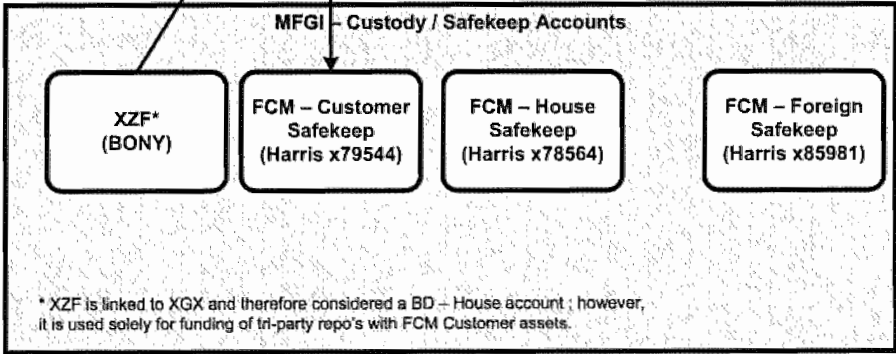 MFGI – Custody / Safekeep Accounts
XZF*
(BONY)
FCM – Customer
Safekeep
(Harris x79544)
FCM – House
Safekeep
(Harris x78564)
FCM – Foreign
Safekeep
(Harris x85981)
* XZF is linked to XGX and therefore considered a BD – House account ; however,
it is used solely for funding of tri-party repo's with FCM Customer assets.